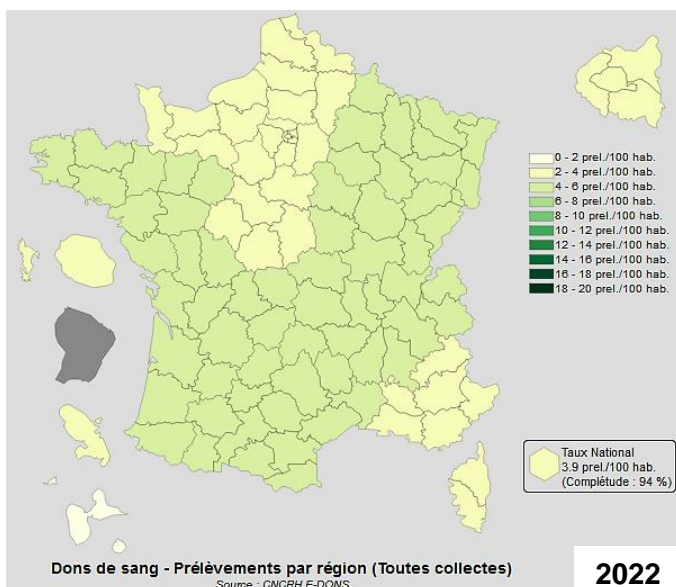 0 - 2 prel./100 hab.
2 - 4 prel./100 hab.
4 - 6 prel./100 hab.
6 - 8 prel./100 hab.
8 - 10 prel./100 hab.
10 - 12 prel./100 hab.
12 - 14 prel./100 hab.
14 - 16 prel./100 hab.
16 - 18 prel./100 hab.
18 - 20 prel./100 hab.
Taux National
3.9 prel./100 hab.
(Complétude : 94 %)
Dons de sang - Prélèvements par région (Toutes collectes)
Source : CNCRH E-DONS
2022